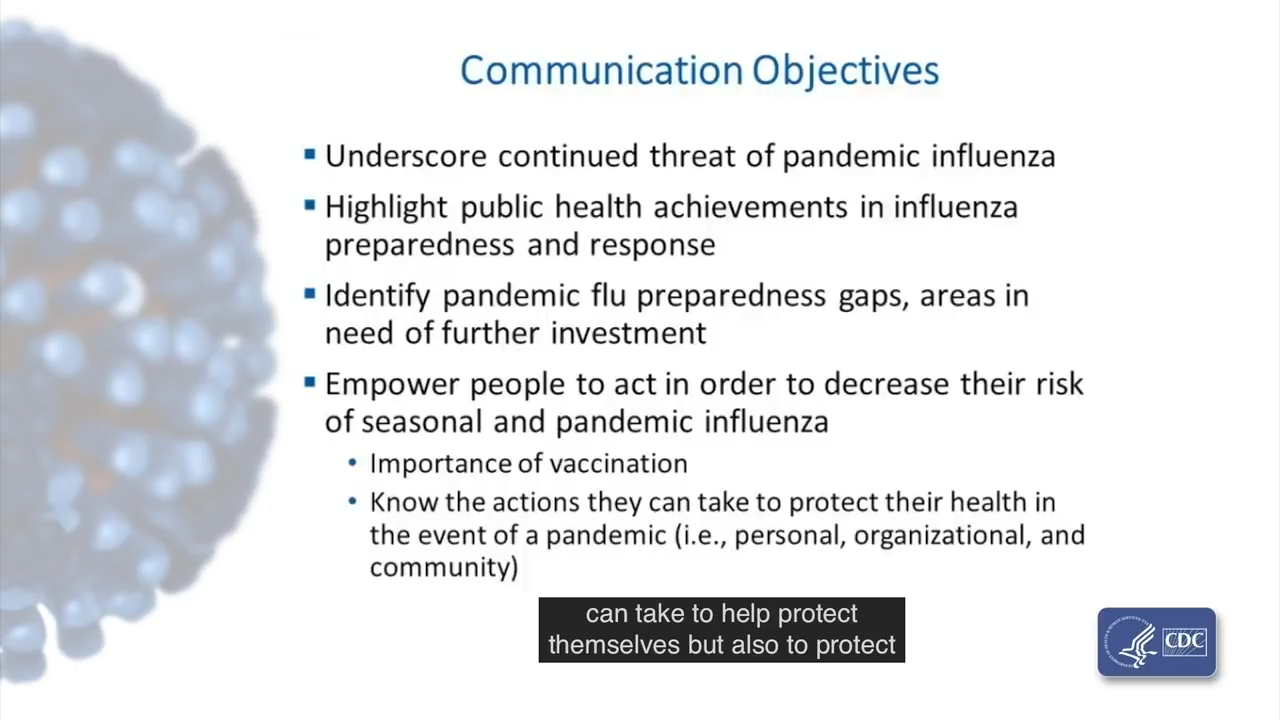 Communication Objectives
▪ Underscore continued threat of pandemic influenza
▪ Highlight public health achievements in influenza
preparedness and response
▪ Identify pandemic flu preparedness gaps, areas in
need of further investment
▪ Empower people to act in order to decrease their risk
of seasonal and pandemic influenza
• Importance of vaccination
• Know the actions they can take to protect their health in
the event of a pandemic (i.e., personal, organizational, and
community)
can take to help protect
themselves but also to protect
CDC